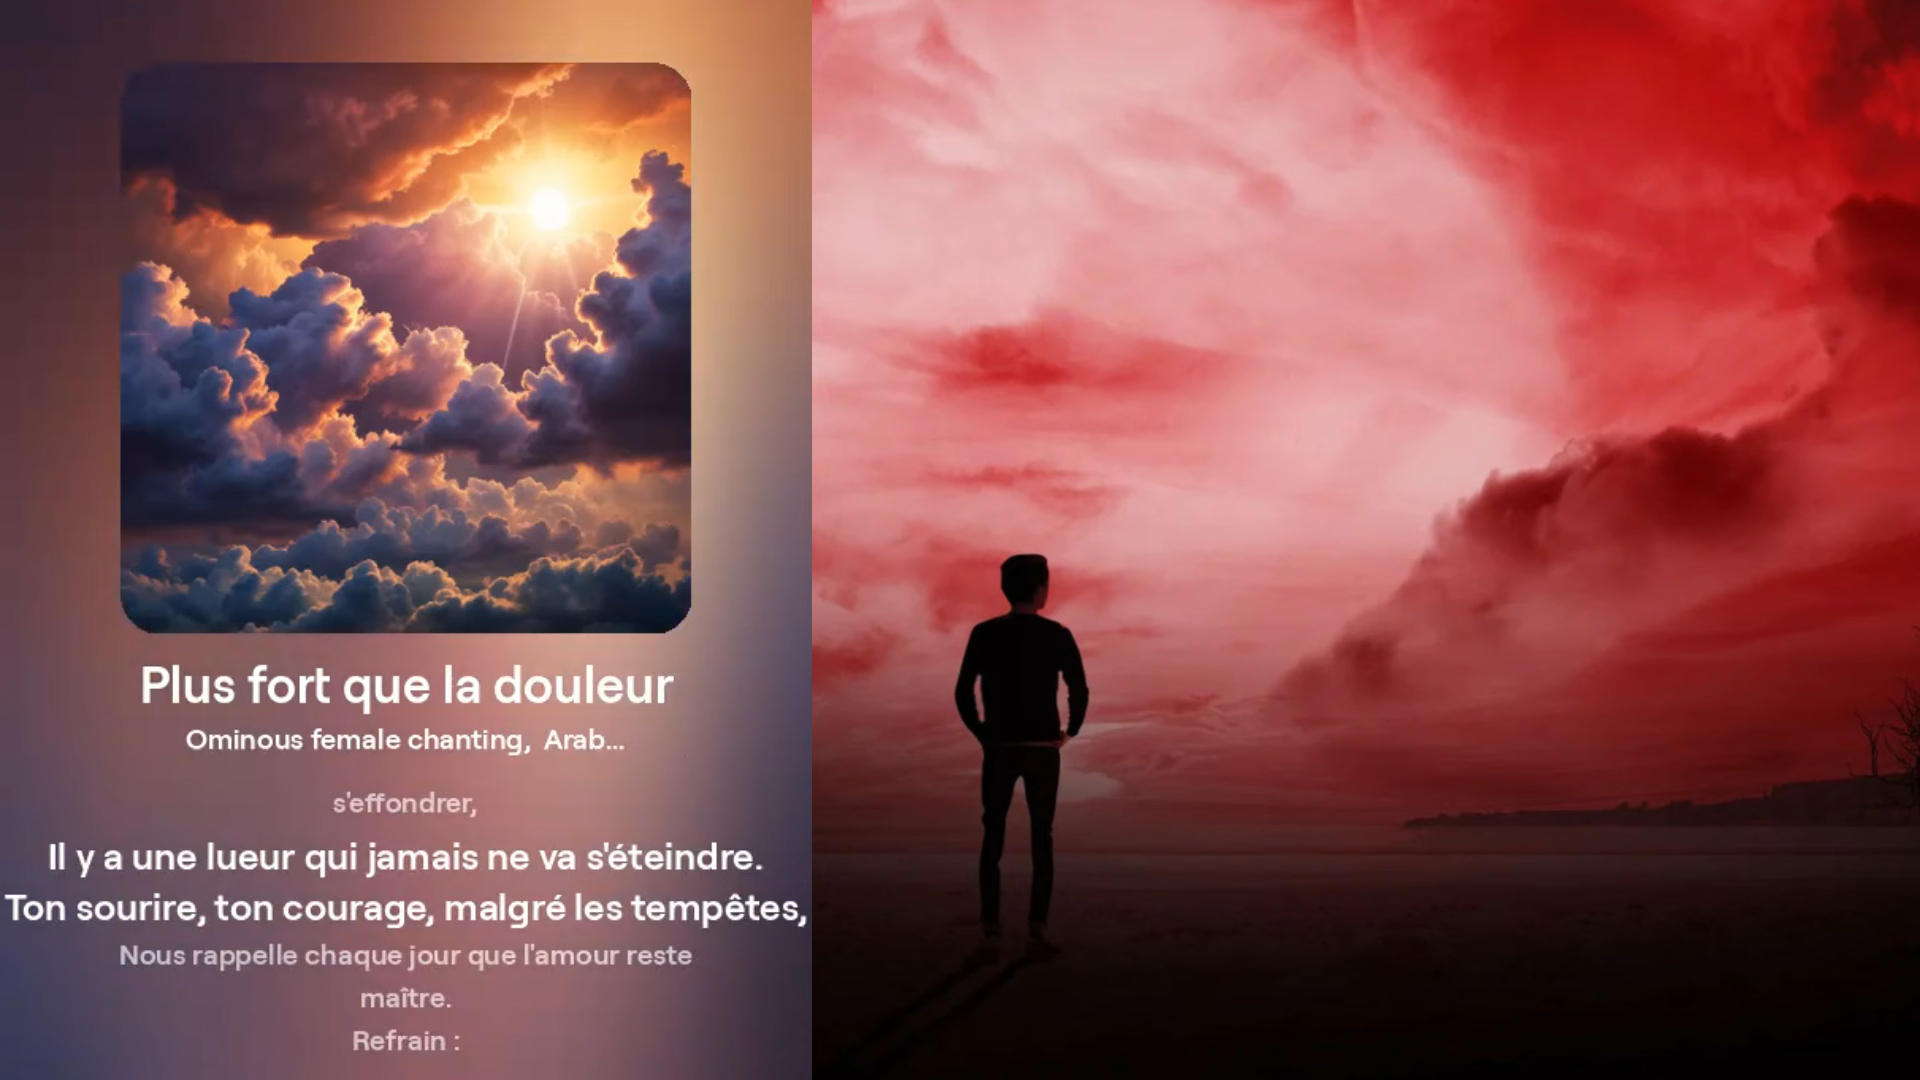 Plus fort que la douleur
Ominous female chanting, Arab...
s'effondrer,
Il y a une lueur qui jamais ne va s'éteindre.
Ton sourire, ton courage, malgré les tempêtes,
Nous rappelle chaque jour que l'amour reste
maître.
Refrain :